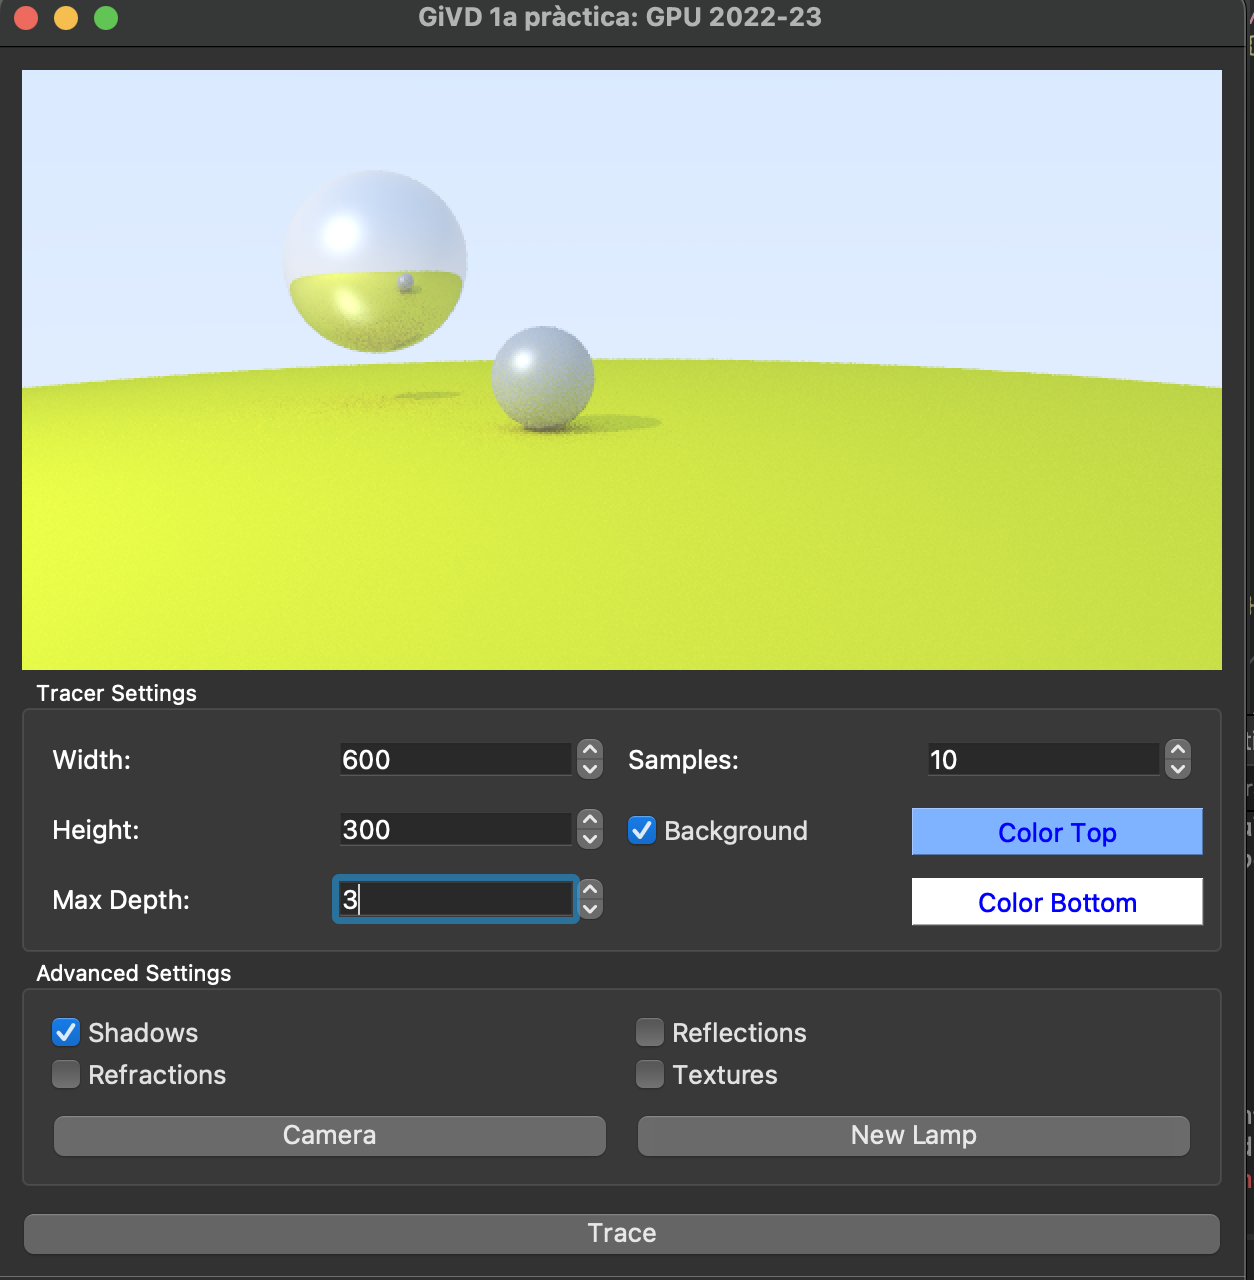 GiVD 1a pràctica: GPU 2022-23
Tracer Settings
Width: 600 Samples: 10
Height: 300 Background Color Top
Max Depth: 3 Color Bottom
Advanced Settings
Shadows Reflections
Refractions Textures
Camera New Lamp
Trace